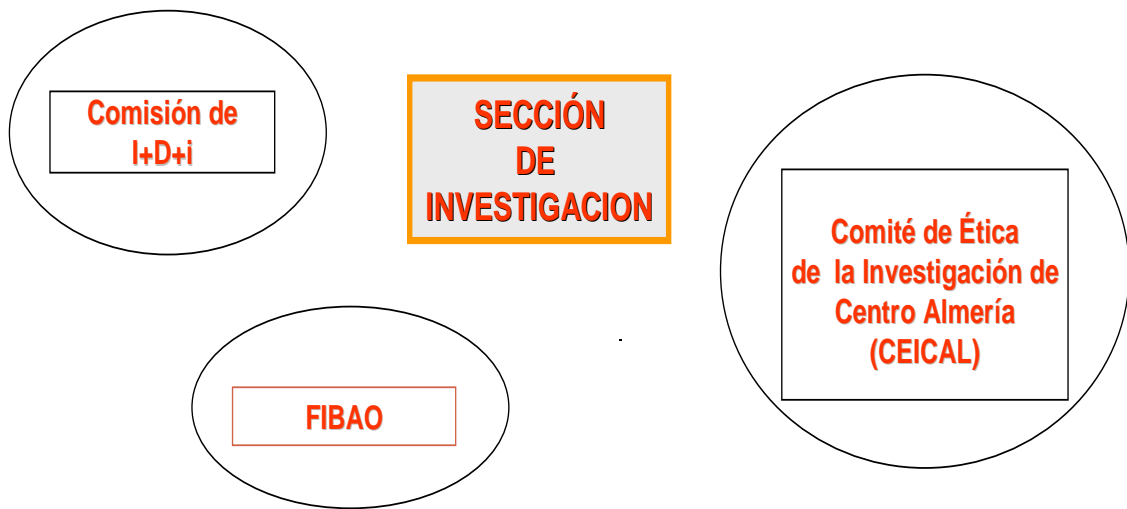 Comisión de
I+D+i
SECCIÓN
DE
INVESTIGACION
Comité de Ética
de la Investigación de
Centro Almería
(CEICAL)
FIBAO